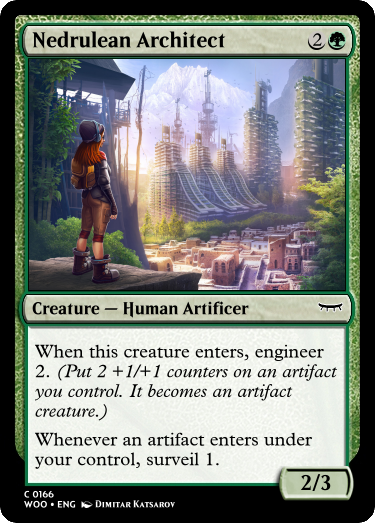 Nedrulean Architect 2
Creature — Human Artificer
When this creature enters, engineer
2. (Put 2 +1/+1 counters on an artifact
you control. It becomes an artifact
creature.)
Whenever an artifact enters under
your control, surveil 1.
2/3
C 0166
WOO • ENG Dimitar Katsarov